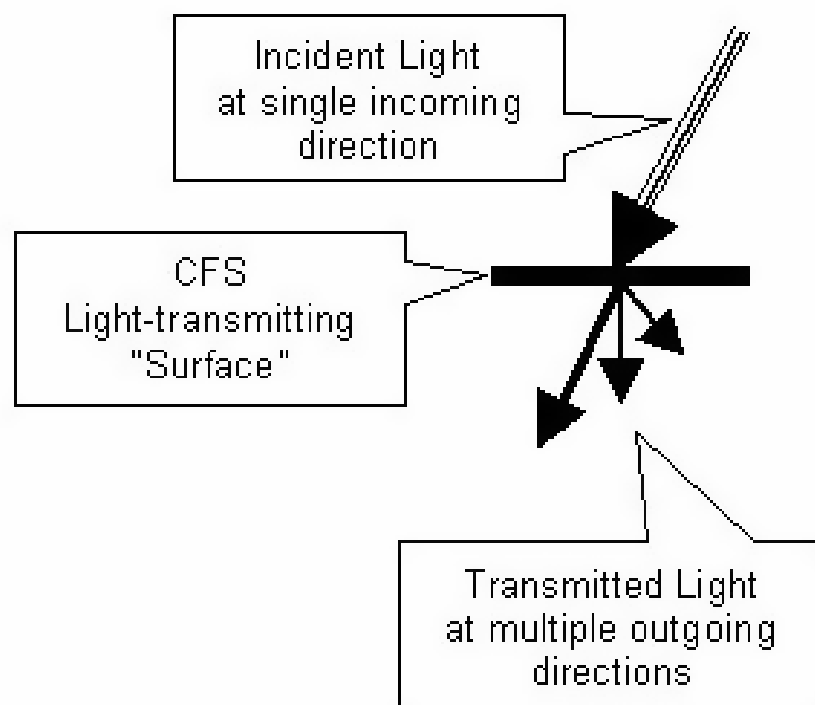 Incident Light
at single incoming
direction
CFS
Light-transmitting
"Surface"
Transmitted Light
at multiple outgoing
directions